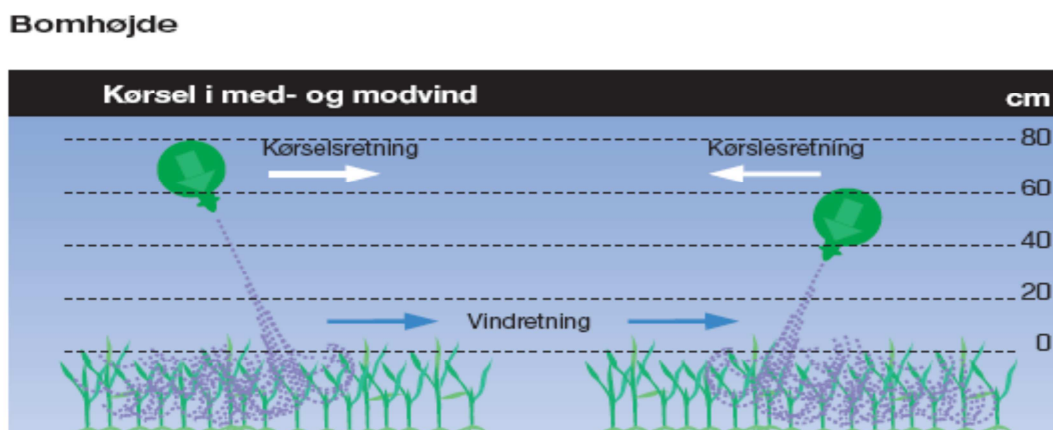 Bomhøjde
Kørsel i med- og modvind
cm
Kørselsretning
Kørslesretning
80
60
40
20
Vindretning
0